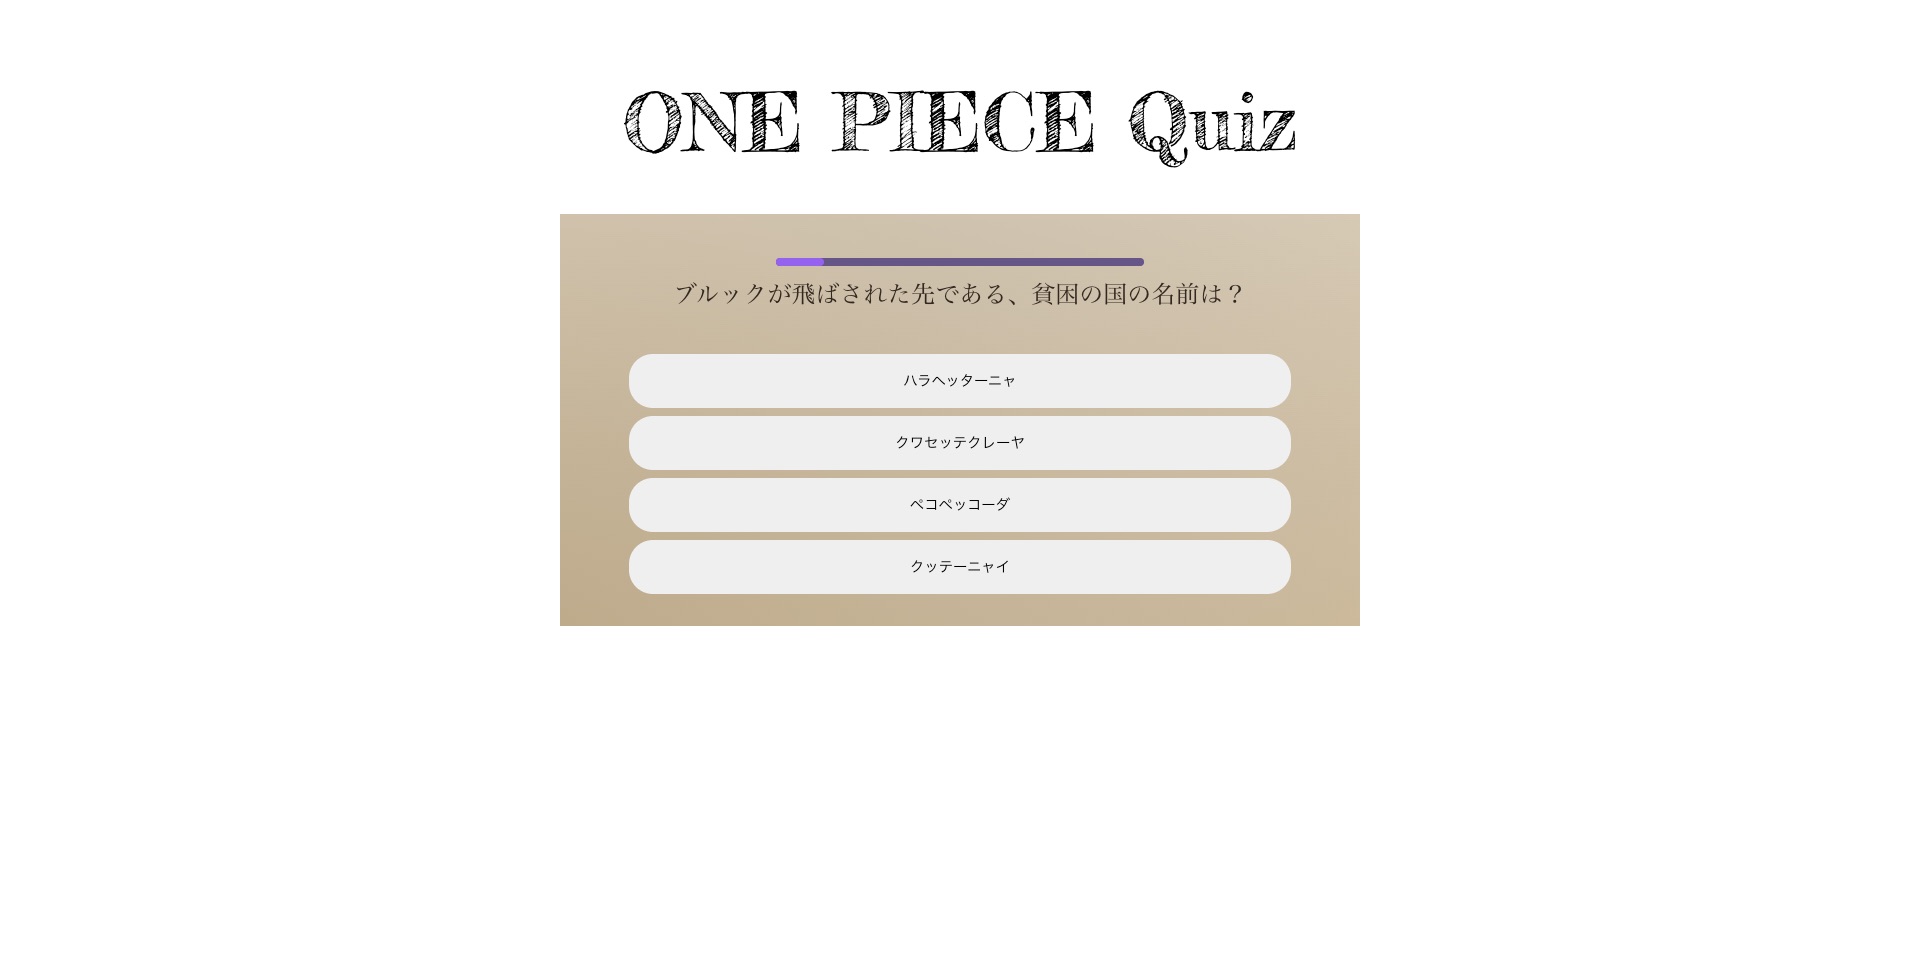 ONE PIECE Quiz
ブルックが飛ばされた先である、貧困の国の名前は？
ハラヘッターニャ
クワセッテクレーヤ
ペコペッコーダ
クッテーニャイ